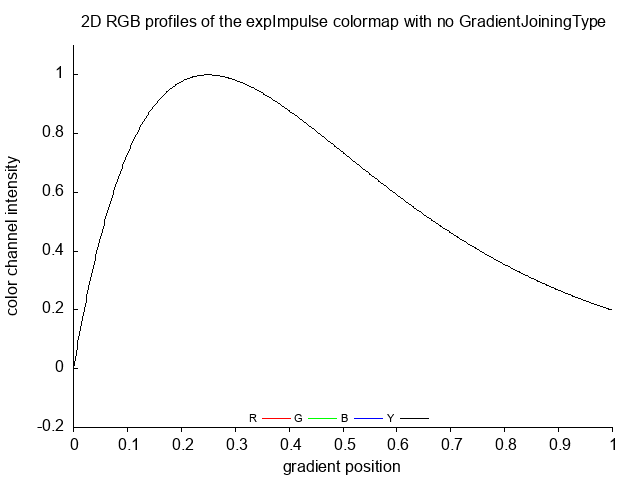 2D RGB profiles of the expImpulse colormap with no GradientJoiningType
color channel intensity
1
0.8
0.6
0.4
0.2
0
-0.2
R G B Y
0 0.1 0.2 0.3 0.4 0.5 0.6 0.7 0.8 0.9 1
gradient position